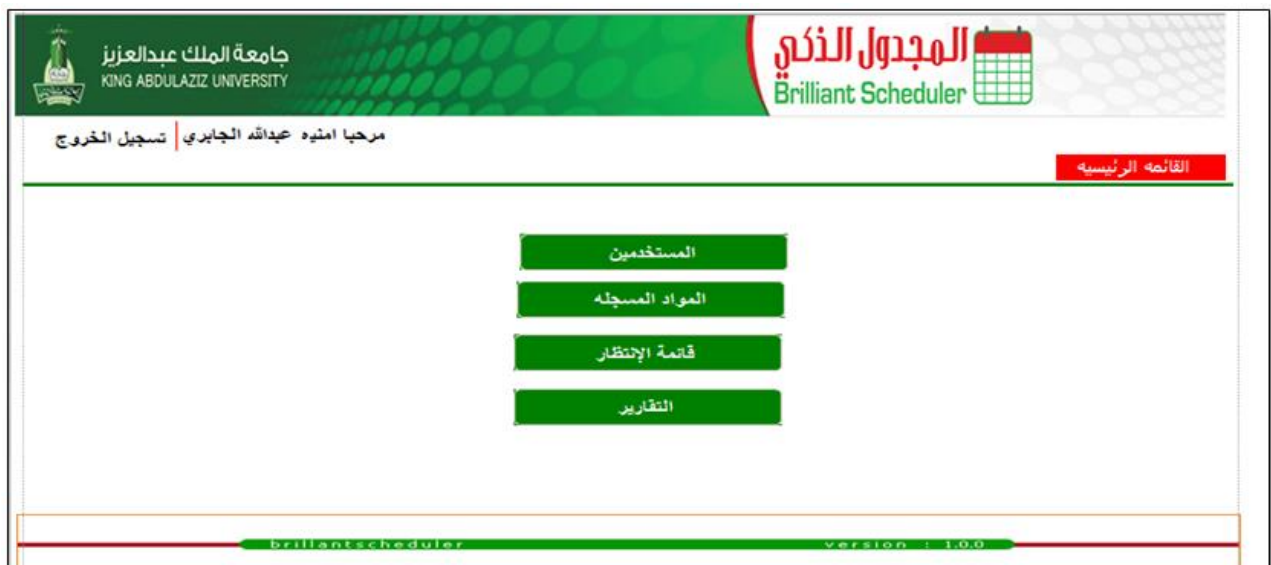 جامعة الملك عبدالعزيز
KING ABDULAZIZ UNIVERSITY
المجدول الذكي
Brilliant Scheduler
مرحبا امنيه عبدالله الجابري | تسجيل الخروج
القائمه الرئيسيه
المستخدمين
المواد المسجله
قائمة الإنتظار
التقارير
brillantscheduler version : 1.0.0